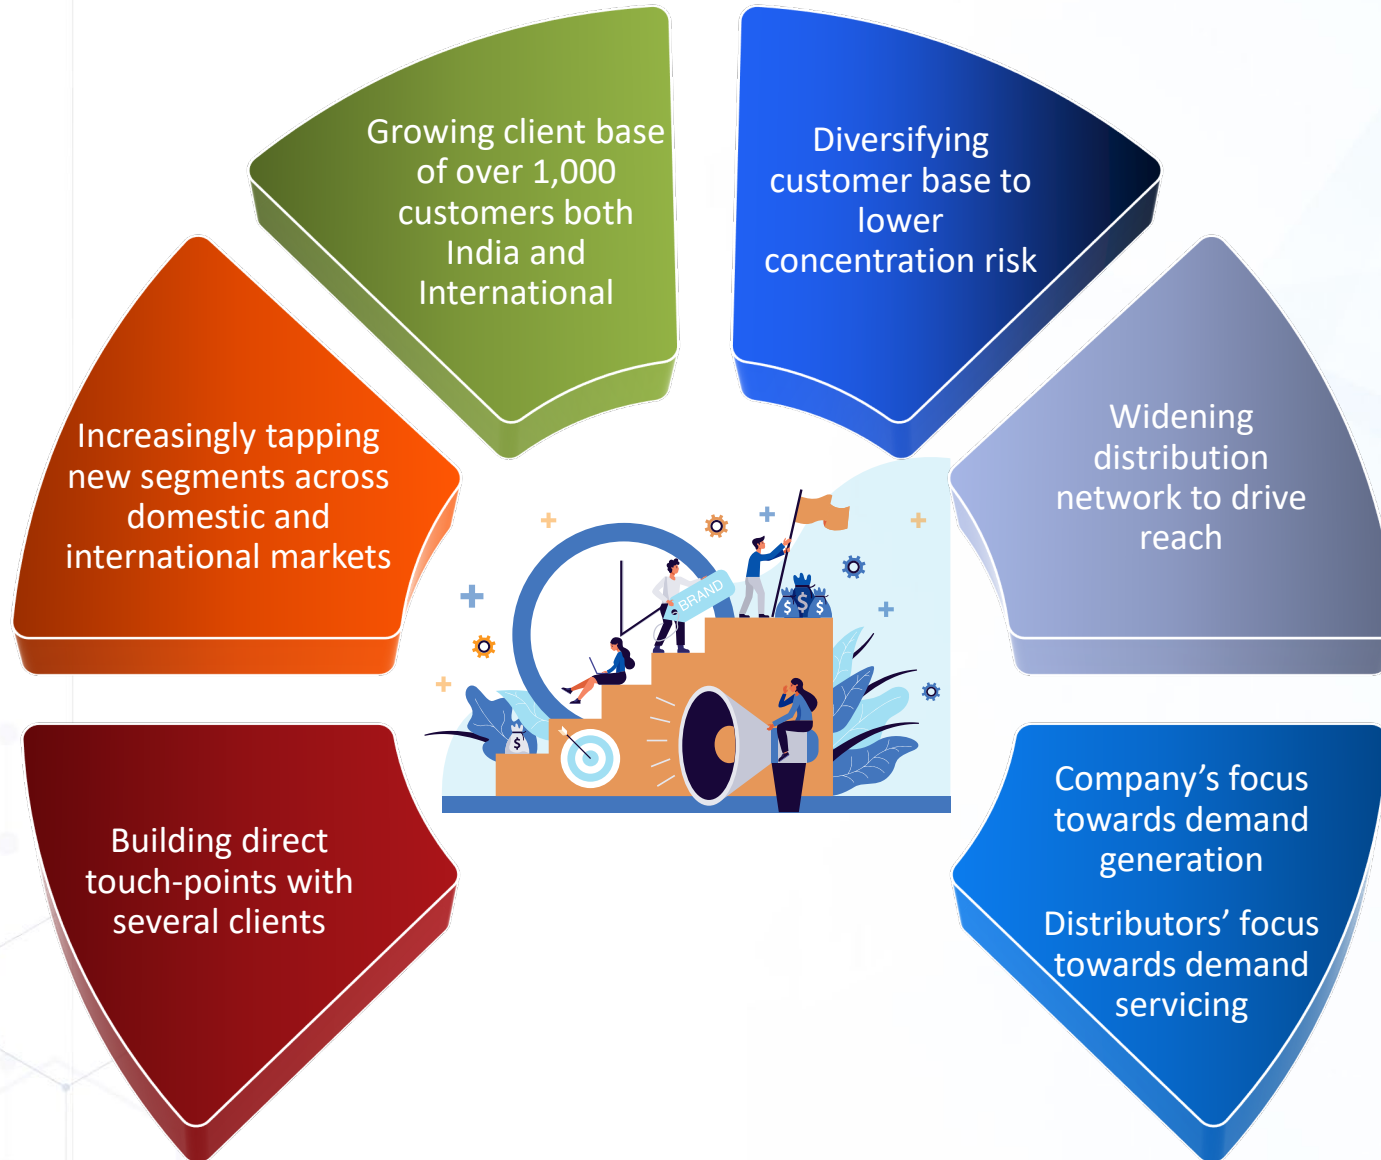 Growing client base
of over 1,000
customers both
India and
International
Diversifying
customer base to
lower
concentration risk
Increasingly tapping
new segments across
domestic and
international markets
Widening
distribution
network to drive
reach
BRAND
$
$
$
$
Building direct
touch-points with
several clients
Company’s focus
towards demand
generation
Distributors’ focus
towards demand
servicing